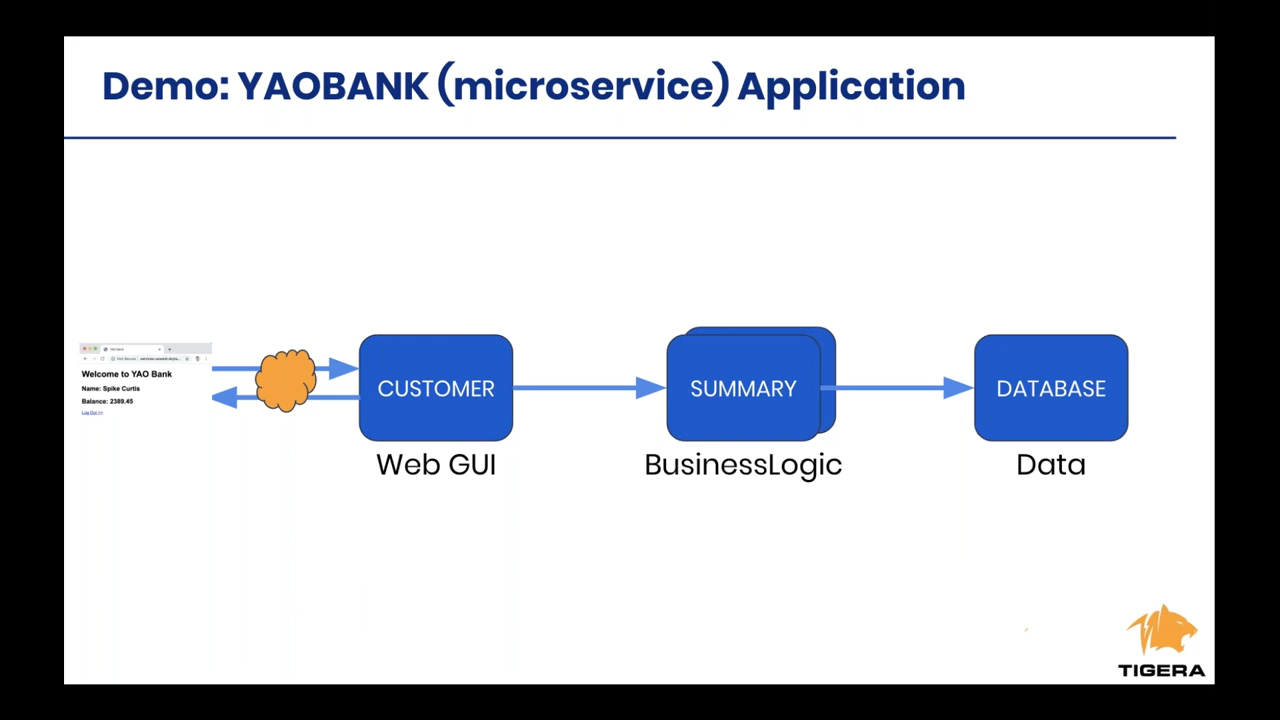 Demo: YAOBANK (microservice) Application
Welcome to YAO Bank
Name: Spike Curtis
Balance: 2389.45
Log Out >>
CUSTOMER
SUMMARY
DATABASE
Web GUI
BusinessLogic
Data
TIGERA